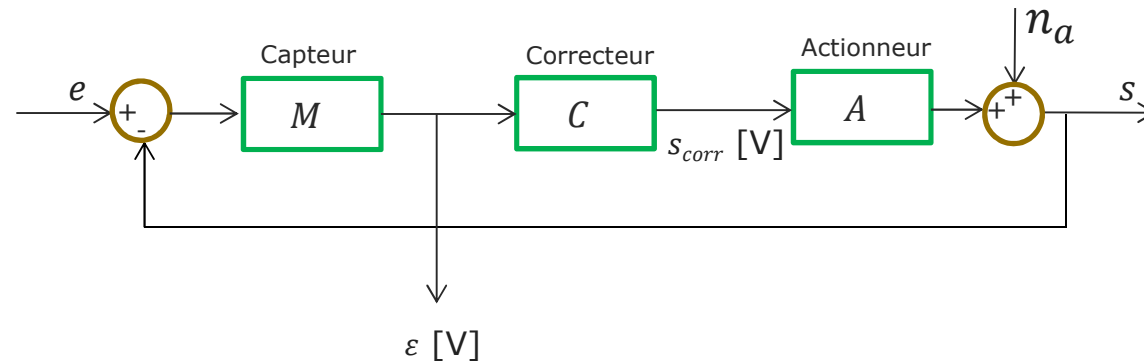 n_a
Capteur
Correcteur
Actionneur
e
s
+
-
M
C
A
+
+
s_corr [V]
ε [V]